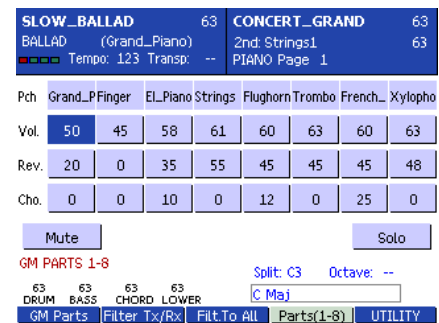 SLOW_BALLAD 63 CONCERT_GRAND 63
BALLAD (Grand_Piano) 2nd: Strings1 63
Tempo: 123 Transp: -- PIANO Page 1
Pch Grand_P Finger El_Piano Strings Flughorn Trombo French_ Xylopho
Vol. 50 45 58 61 60 63 60 63
Rev. 20 0 35 55 45 45 45 48
Cho. 0 0 10 0 12 0 25 0
Mute Solo
GM PARTS 1-8
Split: C3 Octave: --
63 63 63 63
DRUM BASS CHORD LOWER C Maj
GM Parts Filter Tx/Rx Filt.To All Parts(1-8) UTILITY